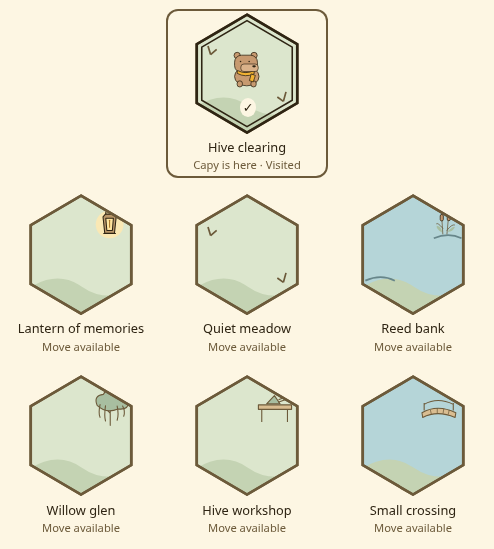 ✓
Hive clearing
Capy is here · Visited
Lantern of memories
Move available
Quiet meadow
Move available
Reed bank
Move available
Willow glen
Move available
Hive workshop
Move available
Small crossing
Move available